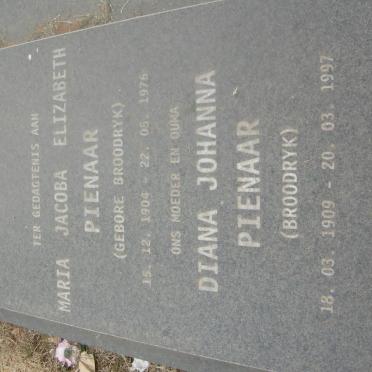 TER GEDAGTENIS AAN
MARIA JACOBA ELIZABETH
PIENAAR
(GEBORE BROODRYK)
15. 12. 1904 - 22. 05. 1976
ONS MOEDER EN OUMA
DIANA JOHANNA
PIENAAR
(BROODRYK)
18. 03 1909 - 20. 03. 1997